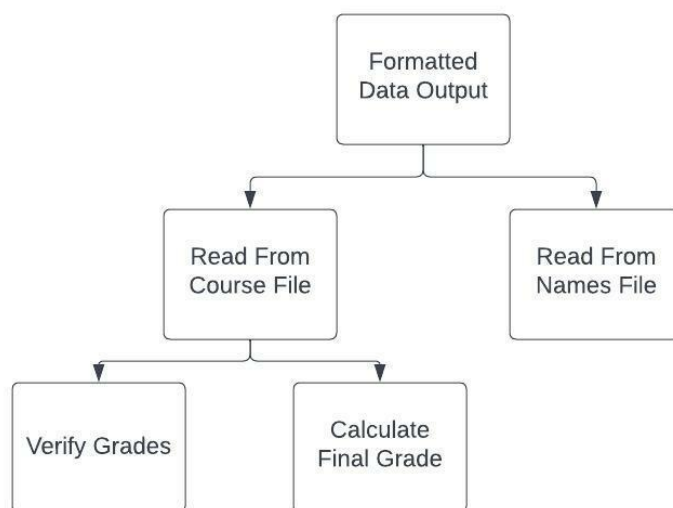 Formatted
Data Output
Read From
Course File
Read From
Names File
Verify Grades
Calculate
Final Grade